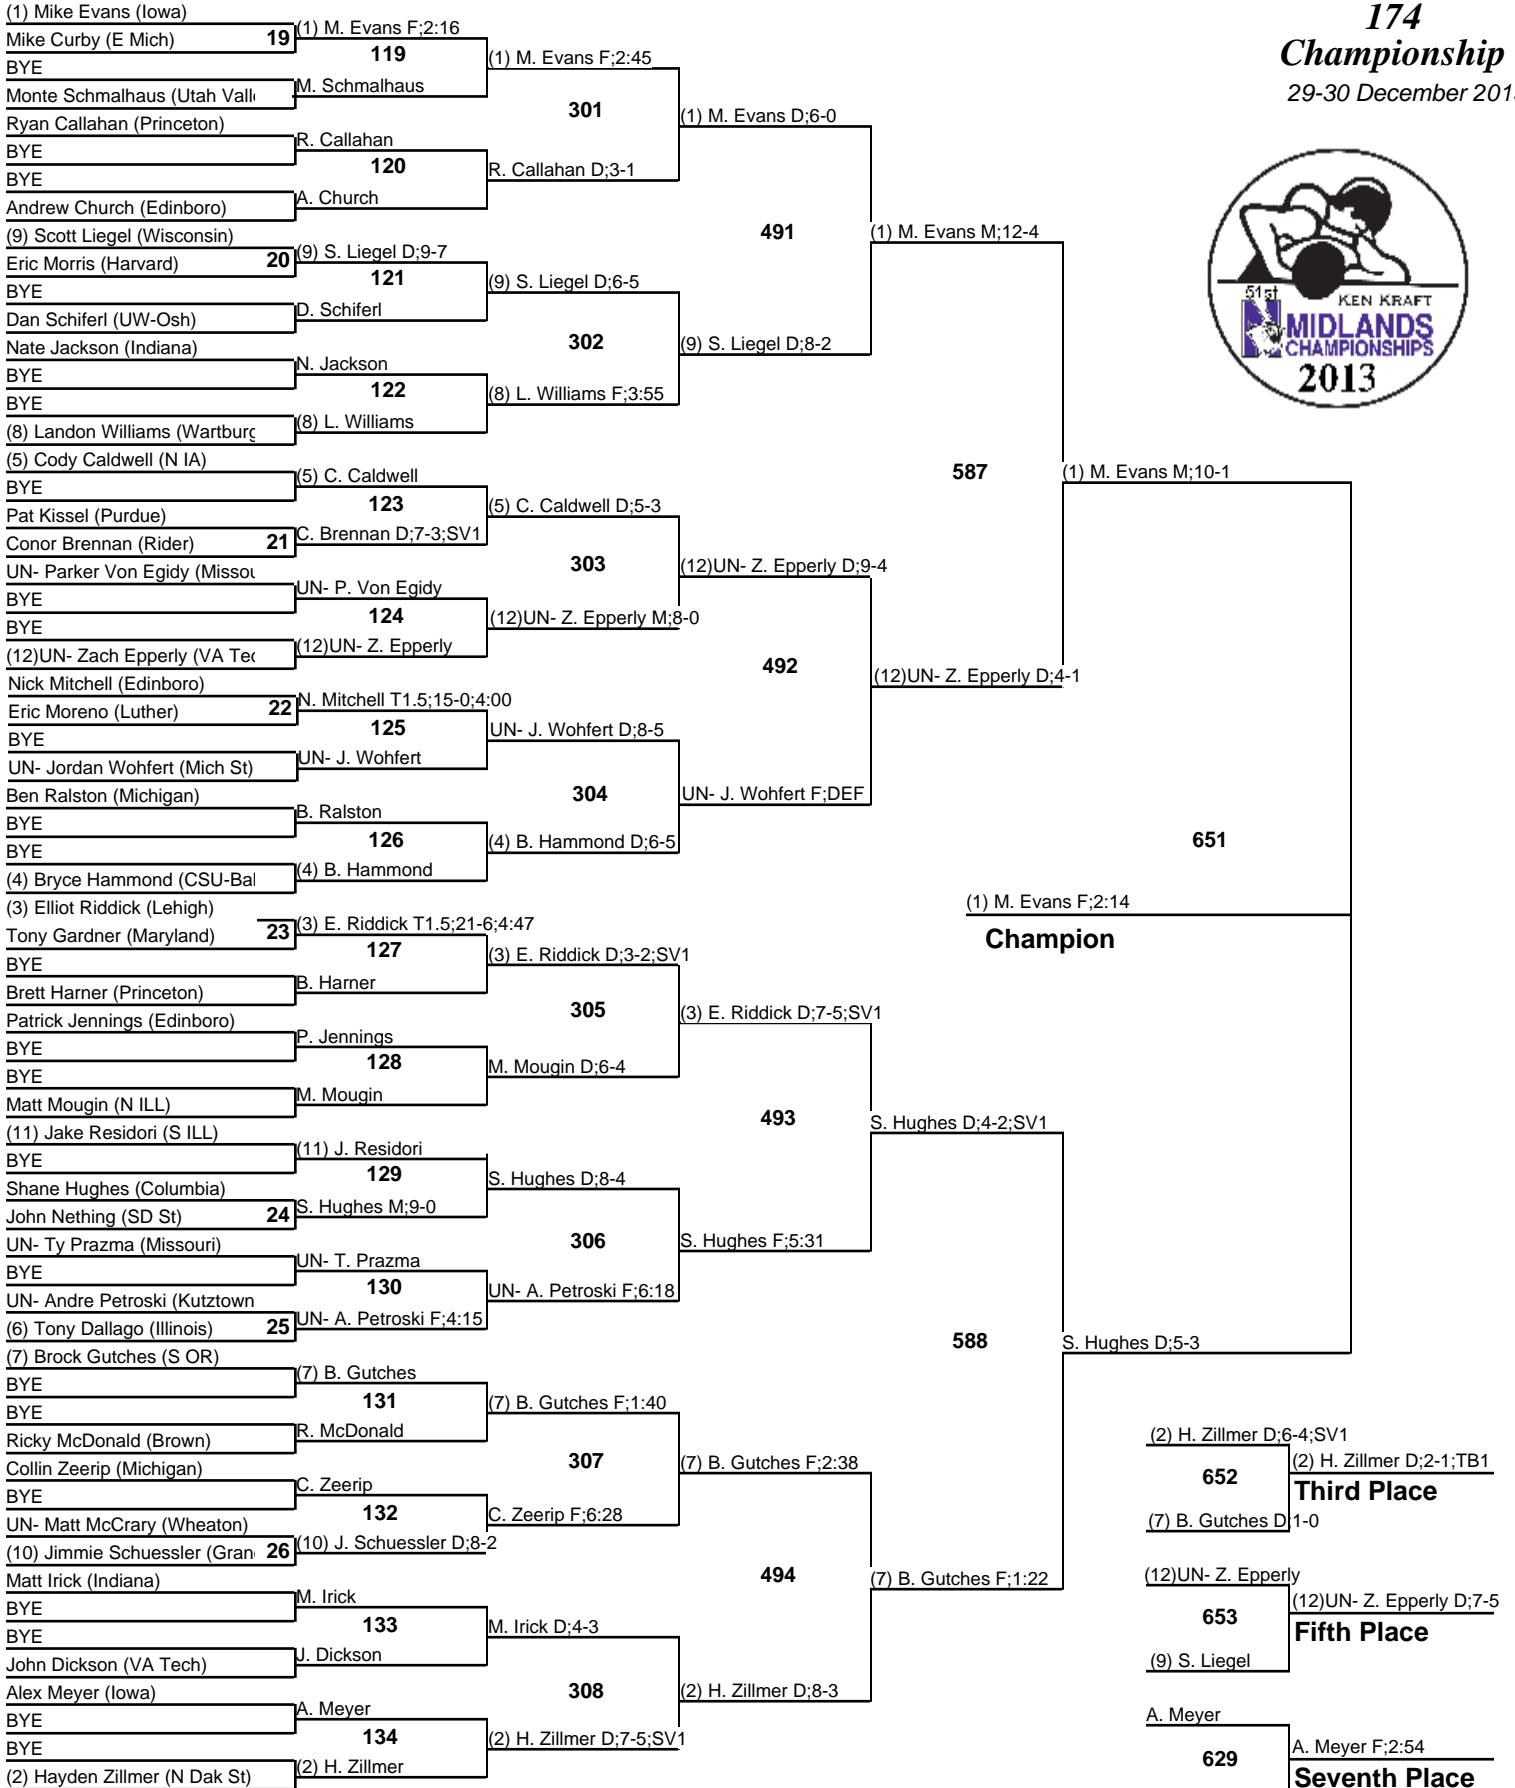 174
Championship
29-30 December 201
51st
KEN KRAFT
N
MIDLANDS
CHAMPIONSHIPS
2013
(1) Mike Evans (Iowa)
Mike Curby (E Mich)
BYE
Monte Schmalhaus (Utah Vall
Ryan Callahan (Princeton)
BYE
BYE
Andrew Church (Edinboro)
(9) Scott Liegel (Wisconsin)
Eric Morris (Harvard)
BYE
Dan Schiferl (UW-Osh)
Nate Jackson (Indiana)
BYE
BYE
(8) Landon Williams (Wartburg
(5) Cody Caldwell (N IA)
BYE
Pat Kissel (Purdue)
Conor Brennan (Rider)
UN- Parker Von Egidy (Missou
BYE
BYE
(12)UN- Zach Epperly (VA Tec
Nick Mitchell (Edinboro)
Eric Moreno (Luther)
BYE
UN- Jordan Wohfert (Mich St)
Ben Ralston (Michigan)
BYE
BYE
(4) Bryce Hammond (CSU-Bal
(3) Elliot Riddick (Lehigh)
Tony Gardner (Maryland)
BYE
Brett Harner (Princeton)
Patrick Jennings (Edinboro)
BYE
BYE
Matt Mougin (N ILL)
(11) Jake Residori (S ILL)
BYE
Shane Hughes (Columbia)
John Nething (SD St)
UN- Ty Prazma (Missouri)
BYE
UN- Andre Petroski (Kutztown
(6) Tony Dallago (Illinois)
(7) Brock Gutches (S OR)
BYE
BYE
Ricky McDonald (Brown)
Collin Zeerip (Michigan)
BYE
UN- Matt McCrary (Wheaton)
(10) Jimmie Schuessler (Gran
Matt Irick (Indiana)
BYE
BYE
John Dickson (VA Tech)
Alex Meyer (Iowa)
BYE
BYE
(2) Hayden Zillmer (N Dak St)
19
20
21
22
23
24
25
26
(1) M. Evans F;2:16
119
M. Schmalhaus
R. Callahan
120
A. Church
(9) S. Liegel D;9-7
121
D. Schiferl
N. Jackson
122
(8) L. Williams
(5) C. Caldwell
123
C. Brennan D;7-3;SV1
UN- P. Von Egidy
124
(12)UN- Z. Epperly
N. Mitchell T1.5;15-0;4:00
125
UN- J. Wohfert
B. Ralston
126
(4) B. Hammond
(3) E. Riddick T1.5;21-6;4:47
127
B. Harner
P. Jennings
128
M. Mougin
(11) J. Residori
129
S. Hughes M;9-0
UN- T. Prazma
130
UN- A. Petroski F;4:15
(7) B. Gutches
131
R. McDonald
C. Zeerip
132
(10) J. Schuessler D;8-2
M. Irick
133
J. Dickson
A. Meyer
134
(2) H. Zillmer
(1) M. Evans F;2:45
301
R. Callahan D;3-1
(9) S. Liegel D;6-5
302
(8) L. Williams F;3:55
(5) C. Caldwell D;5-3
303
(12)UN- Z. Epperly M;8-0
UN- J. Wohfert D;8-5
304
(4) B. Hammond D;6-5
(3) E. Riddick D;3-2;SV1
305
M. Mougin D;6-4
S. Hughes D;8-4
306
UN- A. Petroski F;6:18
(7) B. Gutches F;1:40
307
C. Zeerip F;6:28
M. Irick D;4-3
308
(2) H. Zillmer D;7-5;SV1
(1) M. Evans D;6-0
491
(9) S. Liegel D;8-2
(12)UN- Z. Epperly D;9-4
492
UN- J. Wohfert F;DEF
(3) E. Riddick D;7-5;SV1
493
S. Hughes F;5:31
(7) B. Gutches F;2:38
494
(2) H. Zillmer D;8-3
(1) M. Evans M;12-4
587
(12)UN- Z. Epperly D;4-1
S. Hughes D;4-2;SV1
588
(7) B. Gutches F;1:22
(1) M. Evans M;10-1
651
S. Hughes D;5-3
(1) M. Evans F;2:14
Champion
(2) H. Zillmer D;6-4;SV1
652
(2) H. Zillmer D;2-1;TB1
Third Place
(7) B. Gutches D;1-0
(12)UN- Z. Epperly
653
(12)UN- Z. Epperly D;7-5
Fifth Place
(9) S. Liegel
A. Meyer
629
A. Meyer F;2:54
Seventh Place